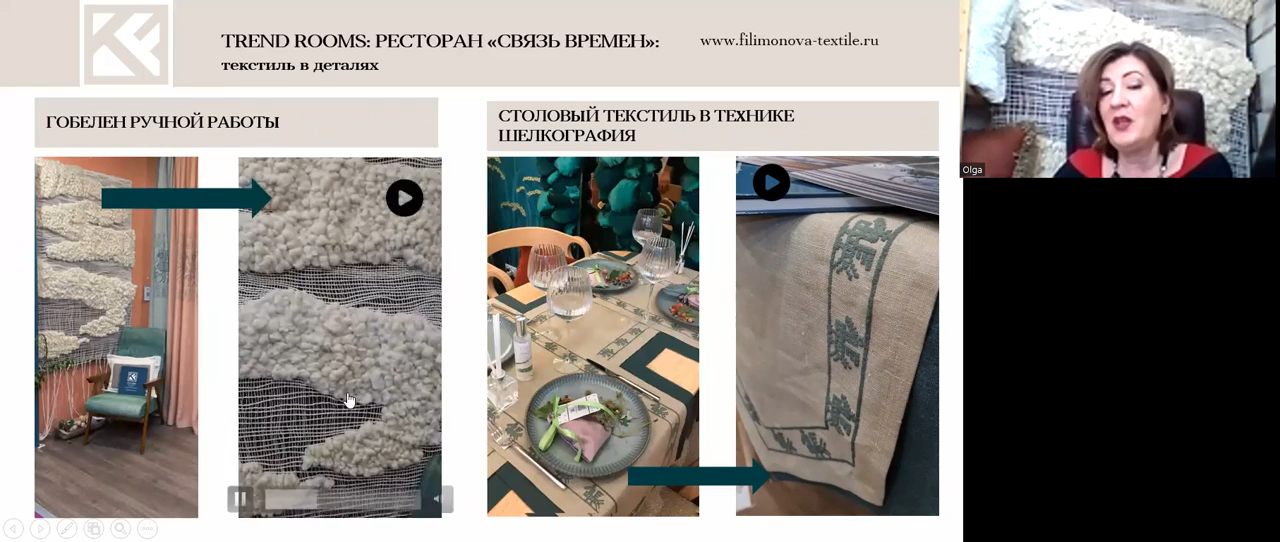 TREND ROOMS: РЕСТОРАН «СВЯЗЬ ВРЕМЕН»:
текстиль в деталях
www.filimonova-textile.ru
ГОБЕЛЕН РУЧНОЙ РАБОТЫ
СТОЛОВЫЙ ТЕКСТИЛЬ В ТЕХНИКЕ
ШЕЛКОГРАФИЯ
Olga